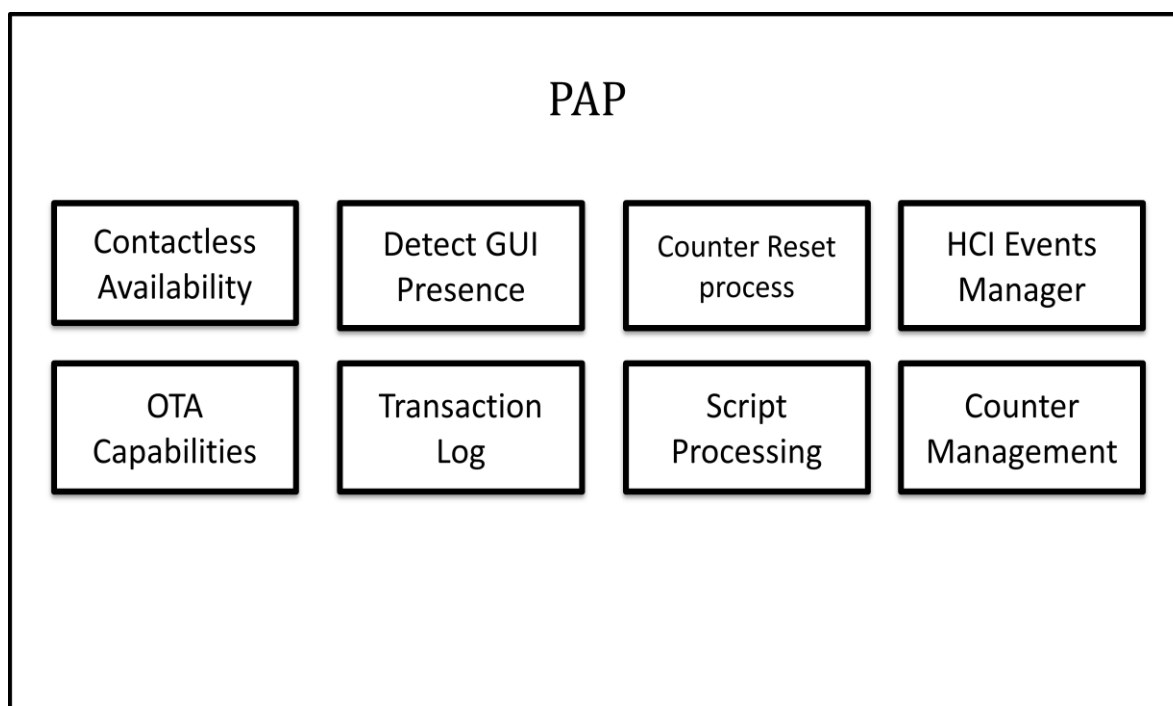 PAP
Contactless
Availability
Detect GUI
Presence
Counter Reset
process
HCI Events
Manager
OTA
Capabilities
Transaction
Log
Script
Processing
Counter
Management